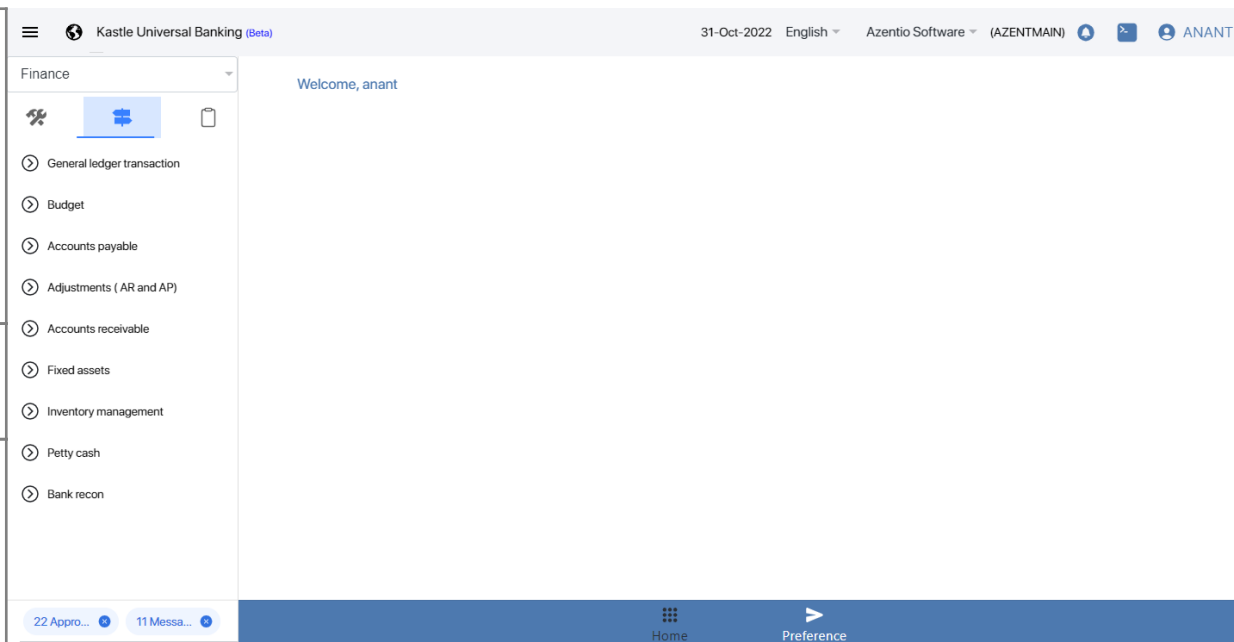 Kastle Universal Banking (Beta) 31-Oct-2022 English Azentio Software (AZENTMAIN) ANANT
Finance
Welcome, anant
General ledger transaction
Budget
Accounts payable
Adjustments ( AR and AP)
Accounts receivable
Fixed assets
Inventory management
Petty cash
Bank recon
22 Appro... 11 Messa...
Home Preference